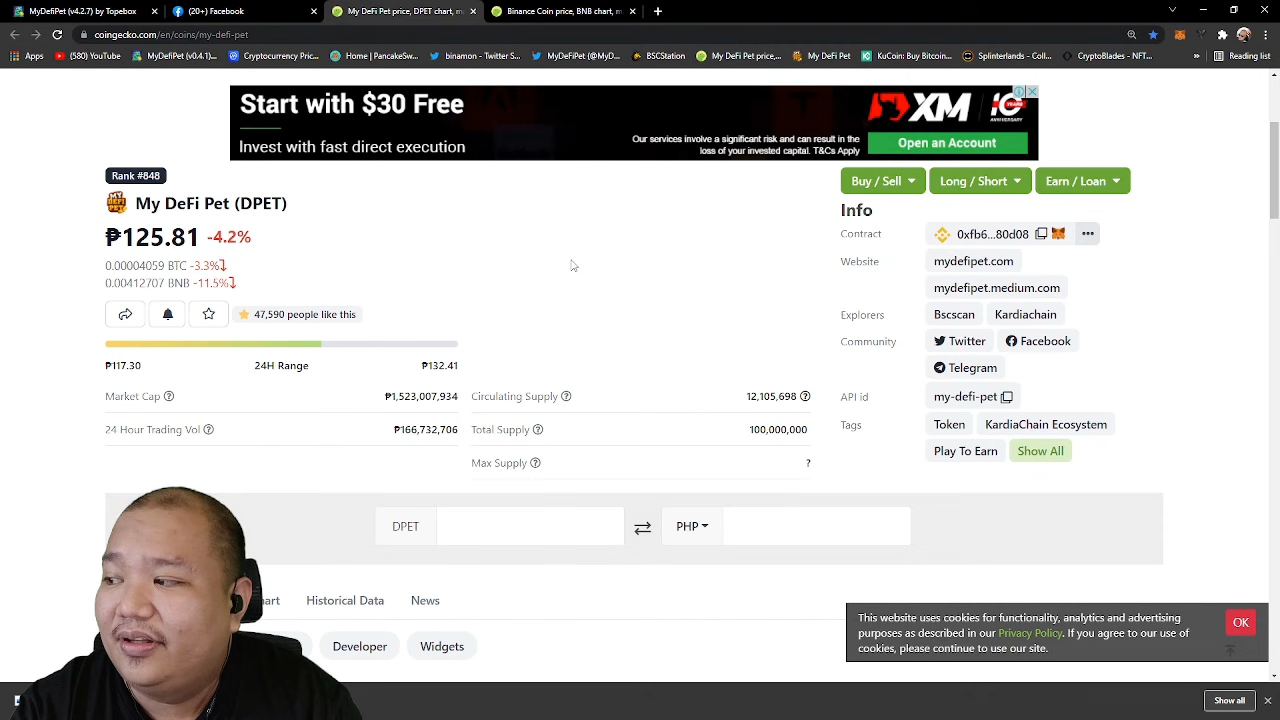 MyDefiPet (v4.2.7) by Topebox
(20+) Facebook
My DeFi Pet price, DPET chart, m
Binance Coin price, BNB chart, m
coingecko.com/en/coins/my-defi-pet
Apps
(580) YouTube
MyDefiPet (v0.4.1)...
Cryptocurrency Pric...
Home | PancakeSw...
binamon - Twitter...
MyDeFiPet (@MyD...
BSCStation
My DeFi Pet price,...
My DeFi Pet
KuCoin Buying Cry...
Splinterlands - Coll...
CryptoBlades - NFT...
Reading list
Start with $30 Free
Invest with fast direct execution
Our services involve a significant risk and can result in the
loss of your invested capital. T&Cs Apply
XM
10
YEARS
ANNIVERSARY
Open an Account
Rank #848
Buy / Sell
Long / Short
Earn / Loan
MY DEFI PET
My DeFi Pet (DPET)
₱125.81 -4.2%
0.00004059 BTC -3.3%
0.00412707 BNB -11.5%
47,590 people like this
₱117.30
24H Range
₱132.41
Market Cap
₱1,523,007,934
24 Hour Trading Vol
₱166,732,706
Circulating Supply
12,105,698
Total Supply
100,000,000
Max Supply
?
Info
Contract
0xfb6...80d08
Website
mydefipet.com
mydefipet.medium.com
Explorers
Bscscan
Kardiachain
Community
Twitter
Facebook
Telegram
API id
my-defi-pet
Tags
Token
KardiaChain Ecosystem
Play To Earn
Show All
DPET
PHP
Historical Data
News
Developer
Widgets
This website uses cookies for functionality, analytics and advertising
purposes as described in our Privacy Policy. If you agree to our use of
cookies, please continue to use our site.
OK
Show all